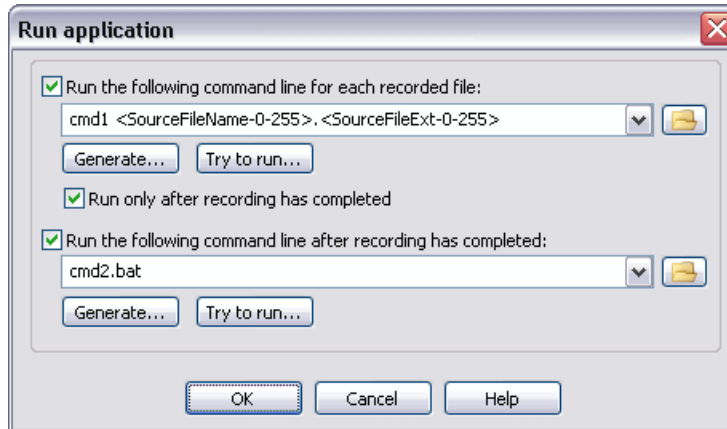 Run application
Run the following command line for each recorded file:
cmd1 <SourceFileName-0-255>.<SourceFileExt-0-255>
Generate... Try to run...
Run only after recording has completed
Run the following command line after recording has completed:
cmd2.bat
Generate... Try to run...
OK Cancel Help